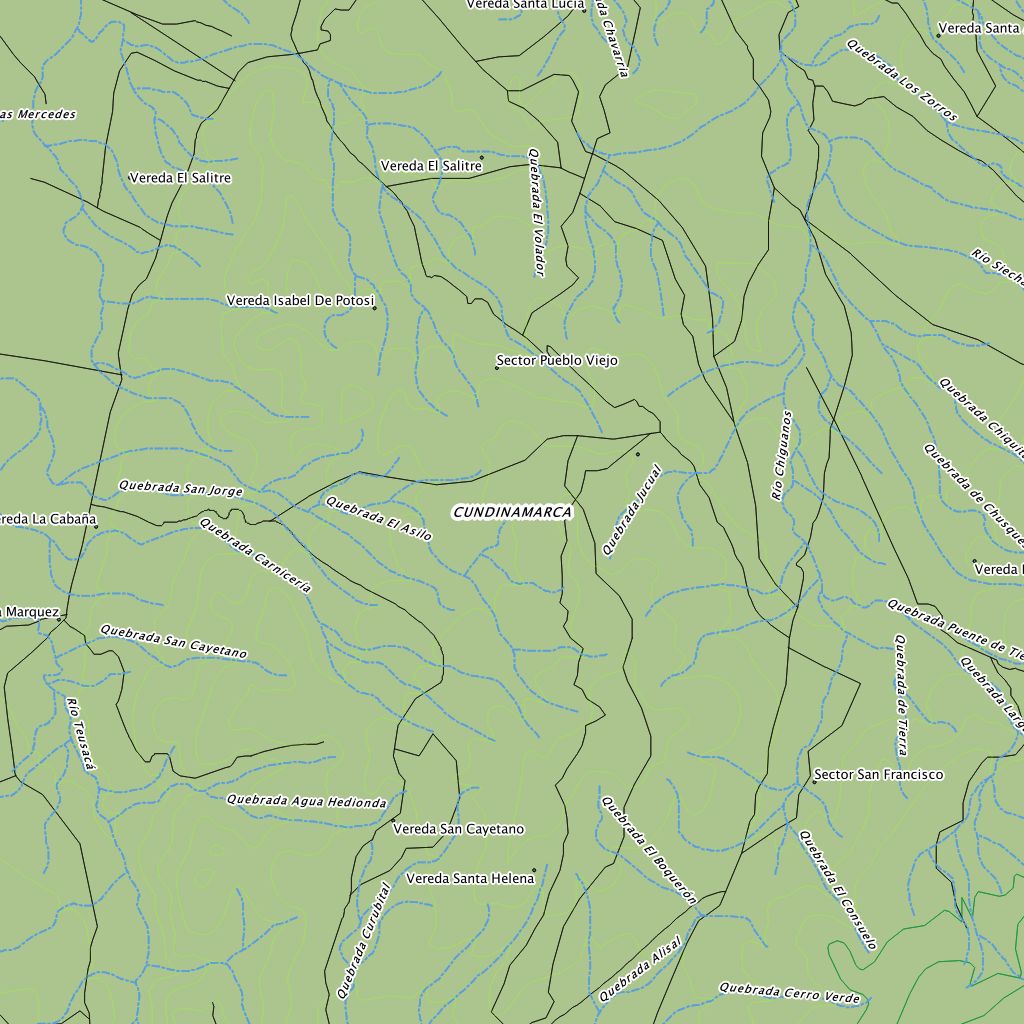 Vereda Santa Lucía
da Chavarria
Vereda Santa
Quebrada Los Zorros
as Mercedes
Vereda El Salitre
Vereda El Salitre
Quebrada El Volador
Río Siecha
Vereda Isabel De Potosi
Sector Pueblo Viejo
Quebrada Chiquita
Río Chiguanos
Quebrada San Jorge
Quebrada El Asilo
CUNDINAMARCA
Quebrada Jucual
Quebrada de Chusque
ereda La Cabaña
Quebrada Carnicería
Vereda
a Marquez
Quebrada Puente de Tie
Quebrada San Cayetano
Quebrada de Tierra
Quebrada Larga
Río Teusacá
Sector San Francisco
Quebrada Agua Hedionda
Vereda San Cayetano
Quebrada El Boquerón
Quebrada El Consuelo
Vereda Santa Helena
Quebrada Curubital
Quebrada Alisal
Quebrada Cerro Verde